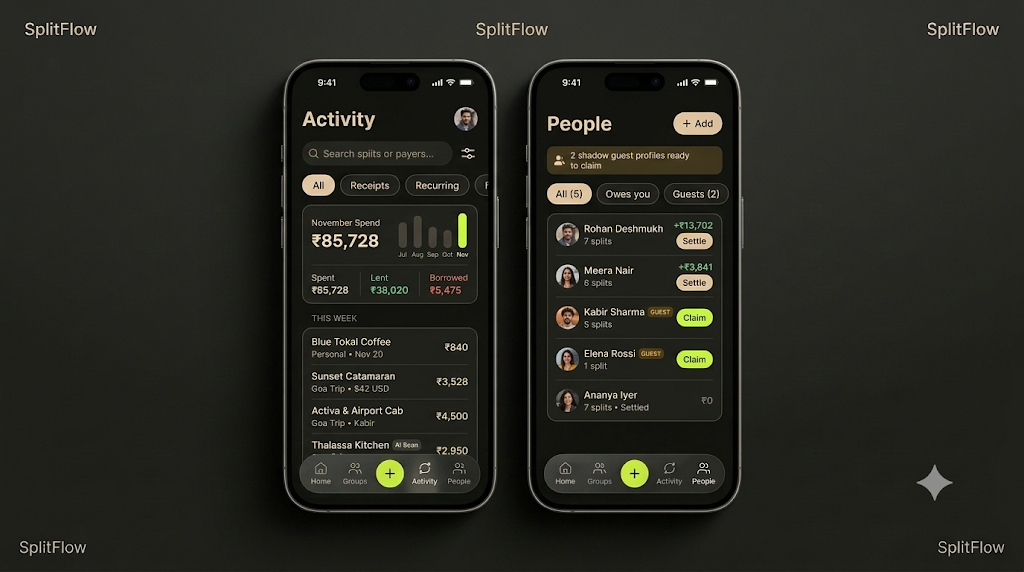 SplitFlow
SplitFlow
SplitFlow
9:41
Activity
Search splits or payers...
All
Receipts
Recurring
November Spend
₹85,728
Jul Aug Sep Oct Nov
Spent
₹85,728
Lent
₹38,020
Borrowed
₹5,475
THIS WEEK
Blue Tokal Coffee
Personal • Nov 20
₹840
Sunset Catamaran
Goa Trip • $42 USD
₹3,528
Activa & Airport Cab
Goa Trip • Kabir
₹4,500
Thalassa Kitchen
AI Scan
₹2,950
Home
Groups
+
Activity
People
9:41
People
+ Add
2 shadow guest profiles ready
to claim
All (5)
Owes you
Guests (2)
Rohan Deshmukh
7 splits
+₹13,702
Settle
Meera Nair
6 splits
+₹3,841
Settle
Kabir Sharma
GUEST
5 splits
Claim
Elena Rossi
GUEST
1 split
Claim
Ananya Iyer
7 splits • Settled
₹0
Home
Groups
+
Activity
People
SplitFlow
SplitFlow